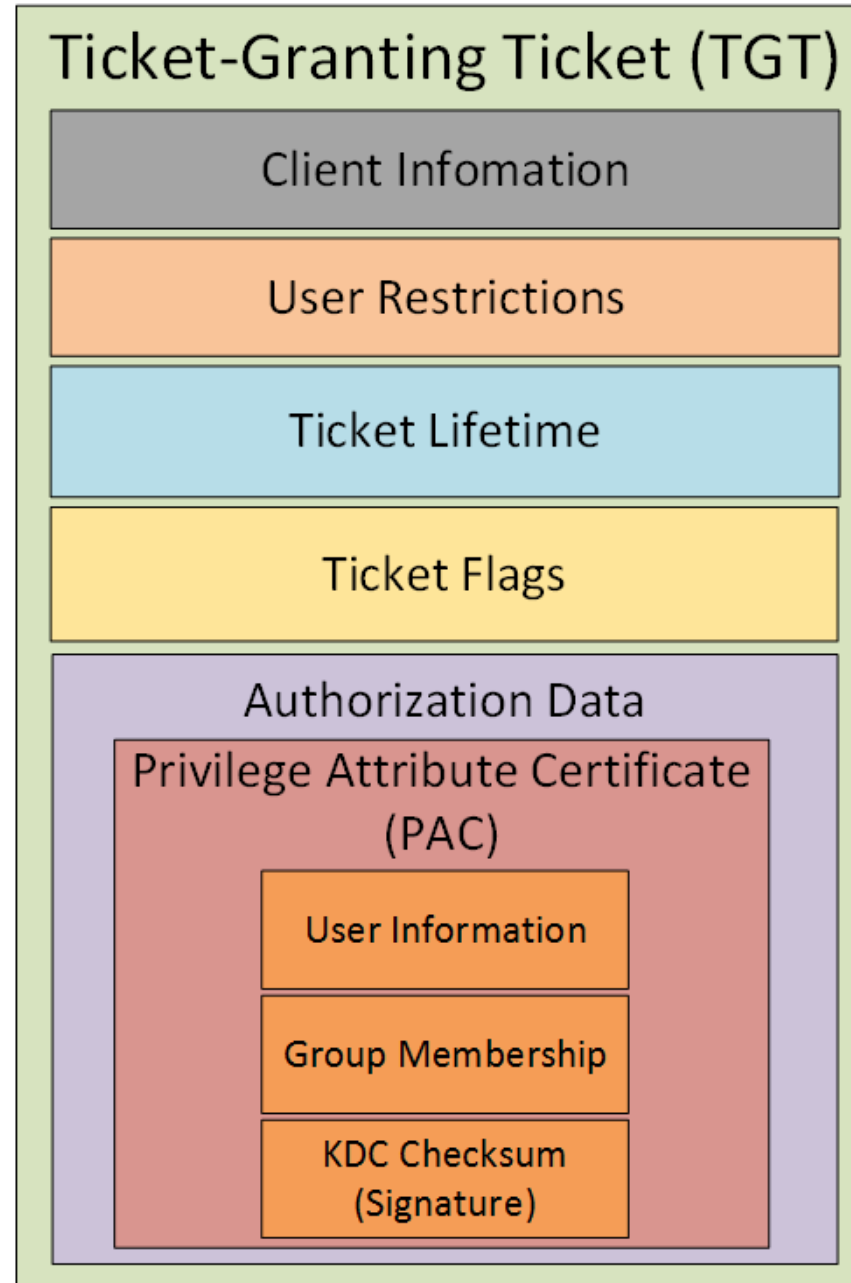 Ticket-Granting Ticket (TGT)
Client Infomation
User Restrictions
Ticket Lifetime
Ticket Flags
Authorization Data
Privilege Attribute Certificate
(PAC)
User Information
Group Membership
KDC Checksum
(Signature)